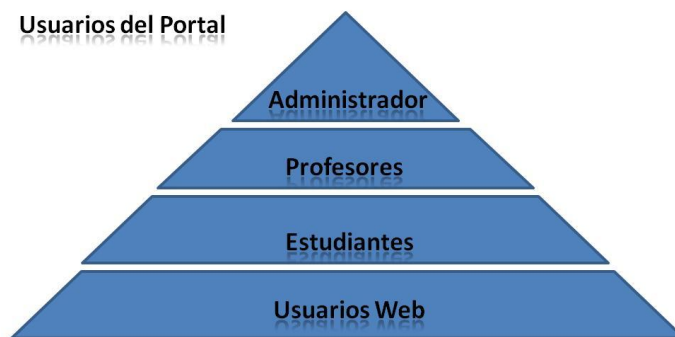 Usuarios del Portal
Administrador
Profesores
Estudiantes
Usuarios Web